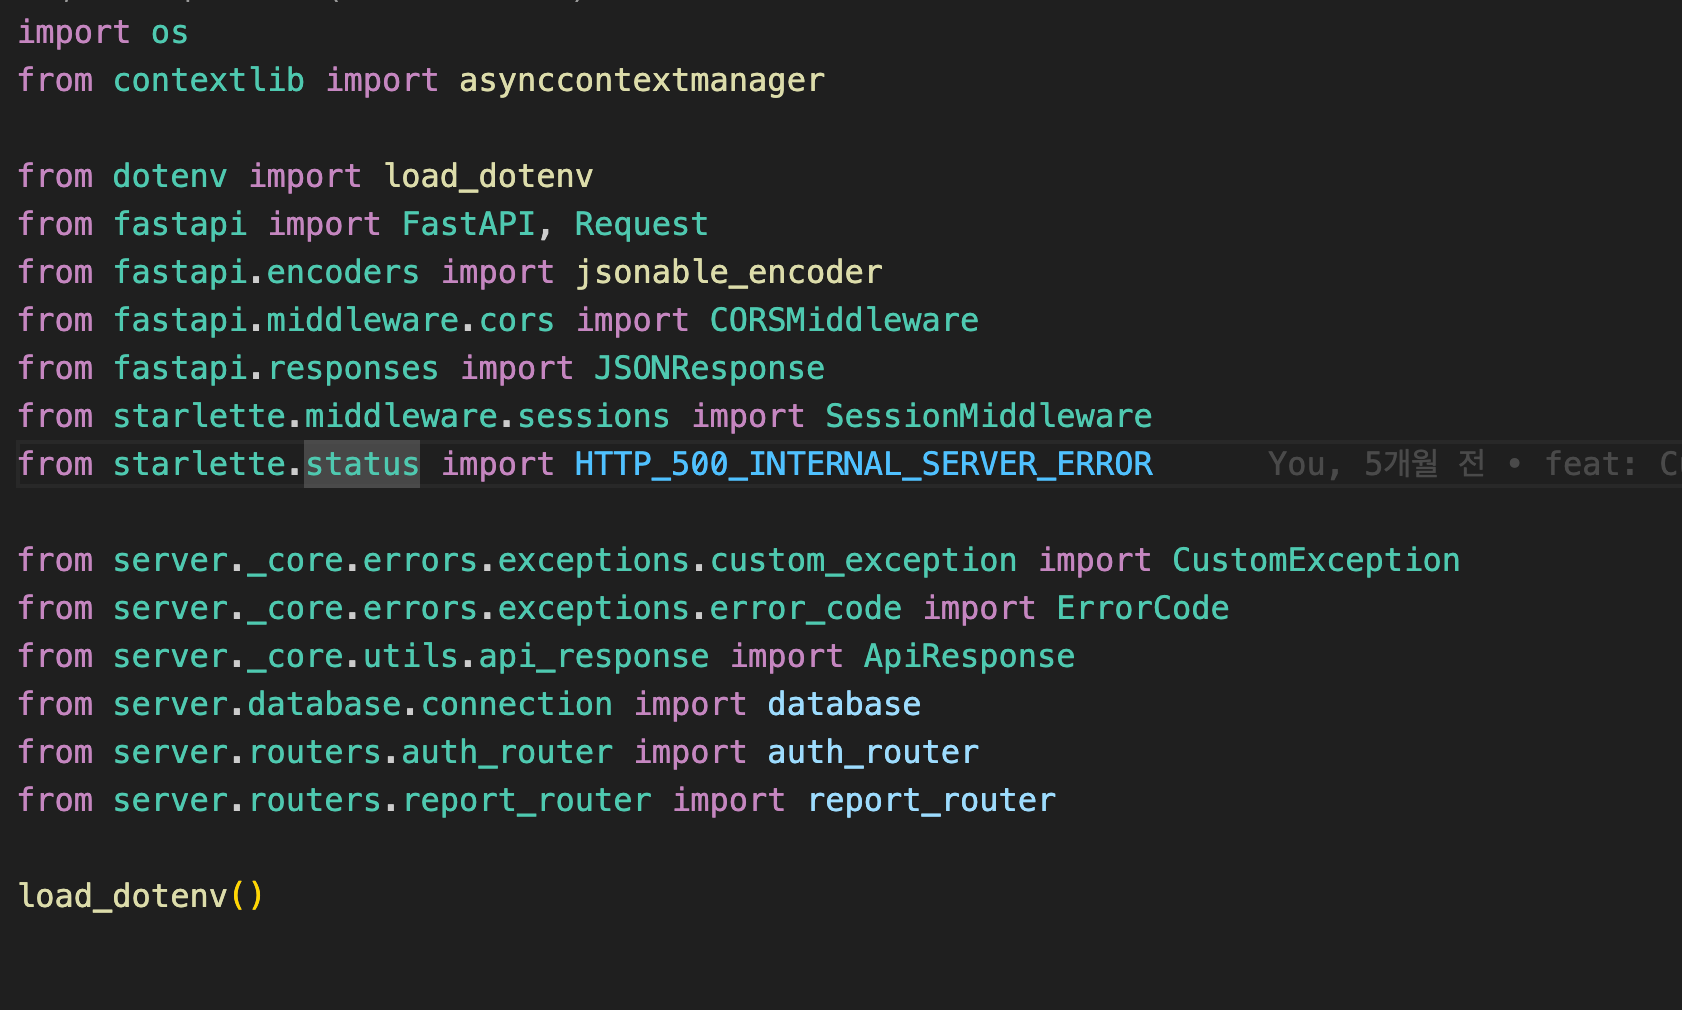 import os
from contextlib import asynccontextmanager
from dotenv import load_dotenv
from fastapi import FastAPI, Request
from fastapi.encoders import jsonable_encoder
from fastapi.middleware.cors import CORSMiddleware
from fastapi.responses import JSONResponse
from starlette.middleware.sessions import SessionMiddleware
from starlette.status import HTTP_500_INTERNAL_SERVER_ERROR You, 5개월 전 • feat:
from server._core.errors.exceptions.custom_exception import CustomException
from server._core.errors.exceptions.error_code import ErrorCode
from server._core.utils.api_response import ApiResponse
from server.database.connection import database
from server.routers.auth_router import auth_router
from server.routers.report_router import report_router
load_dotenv()